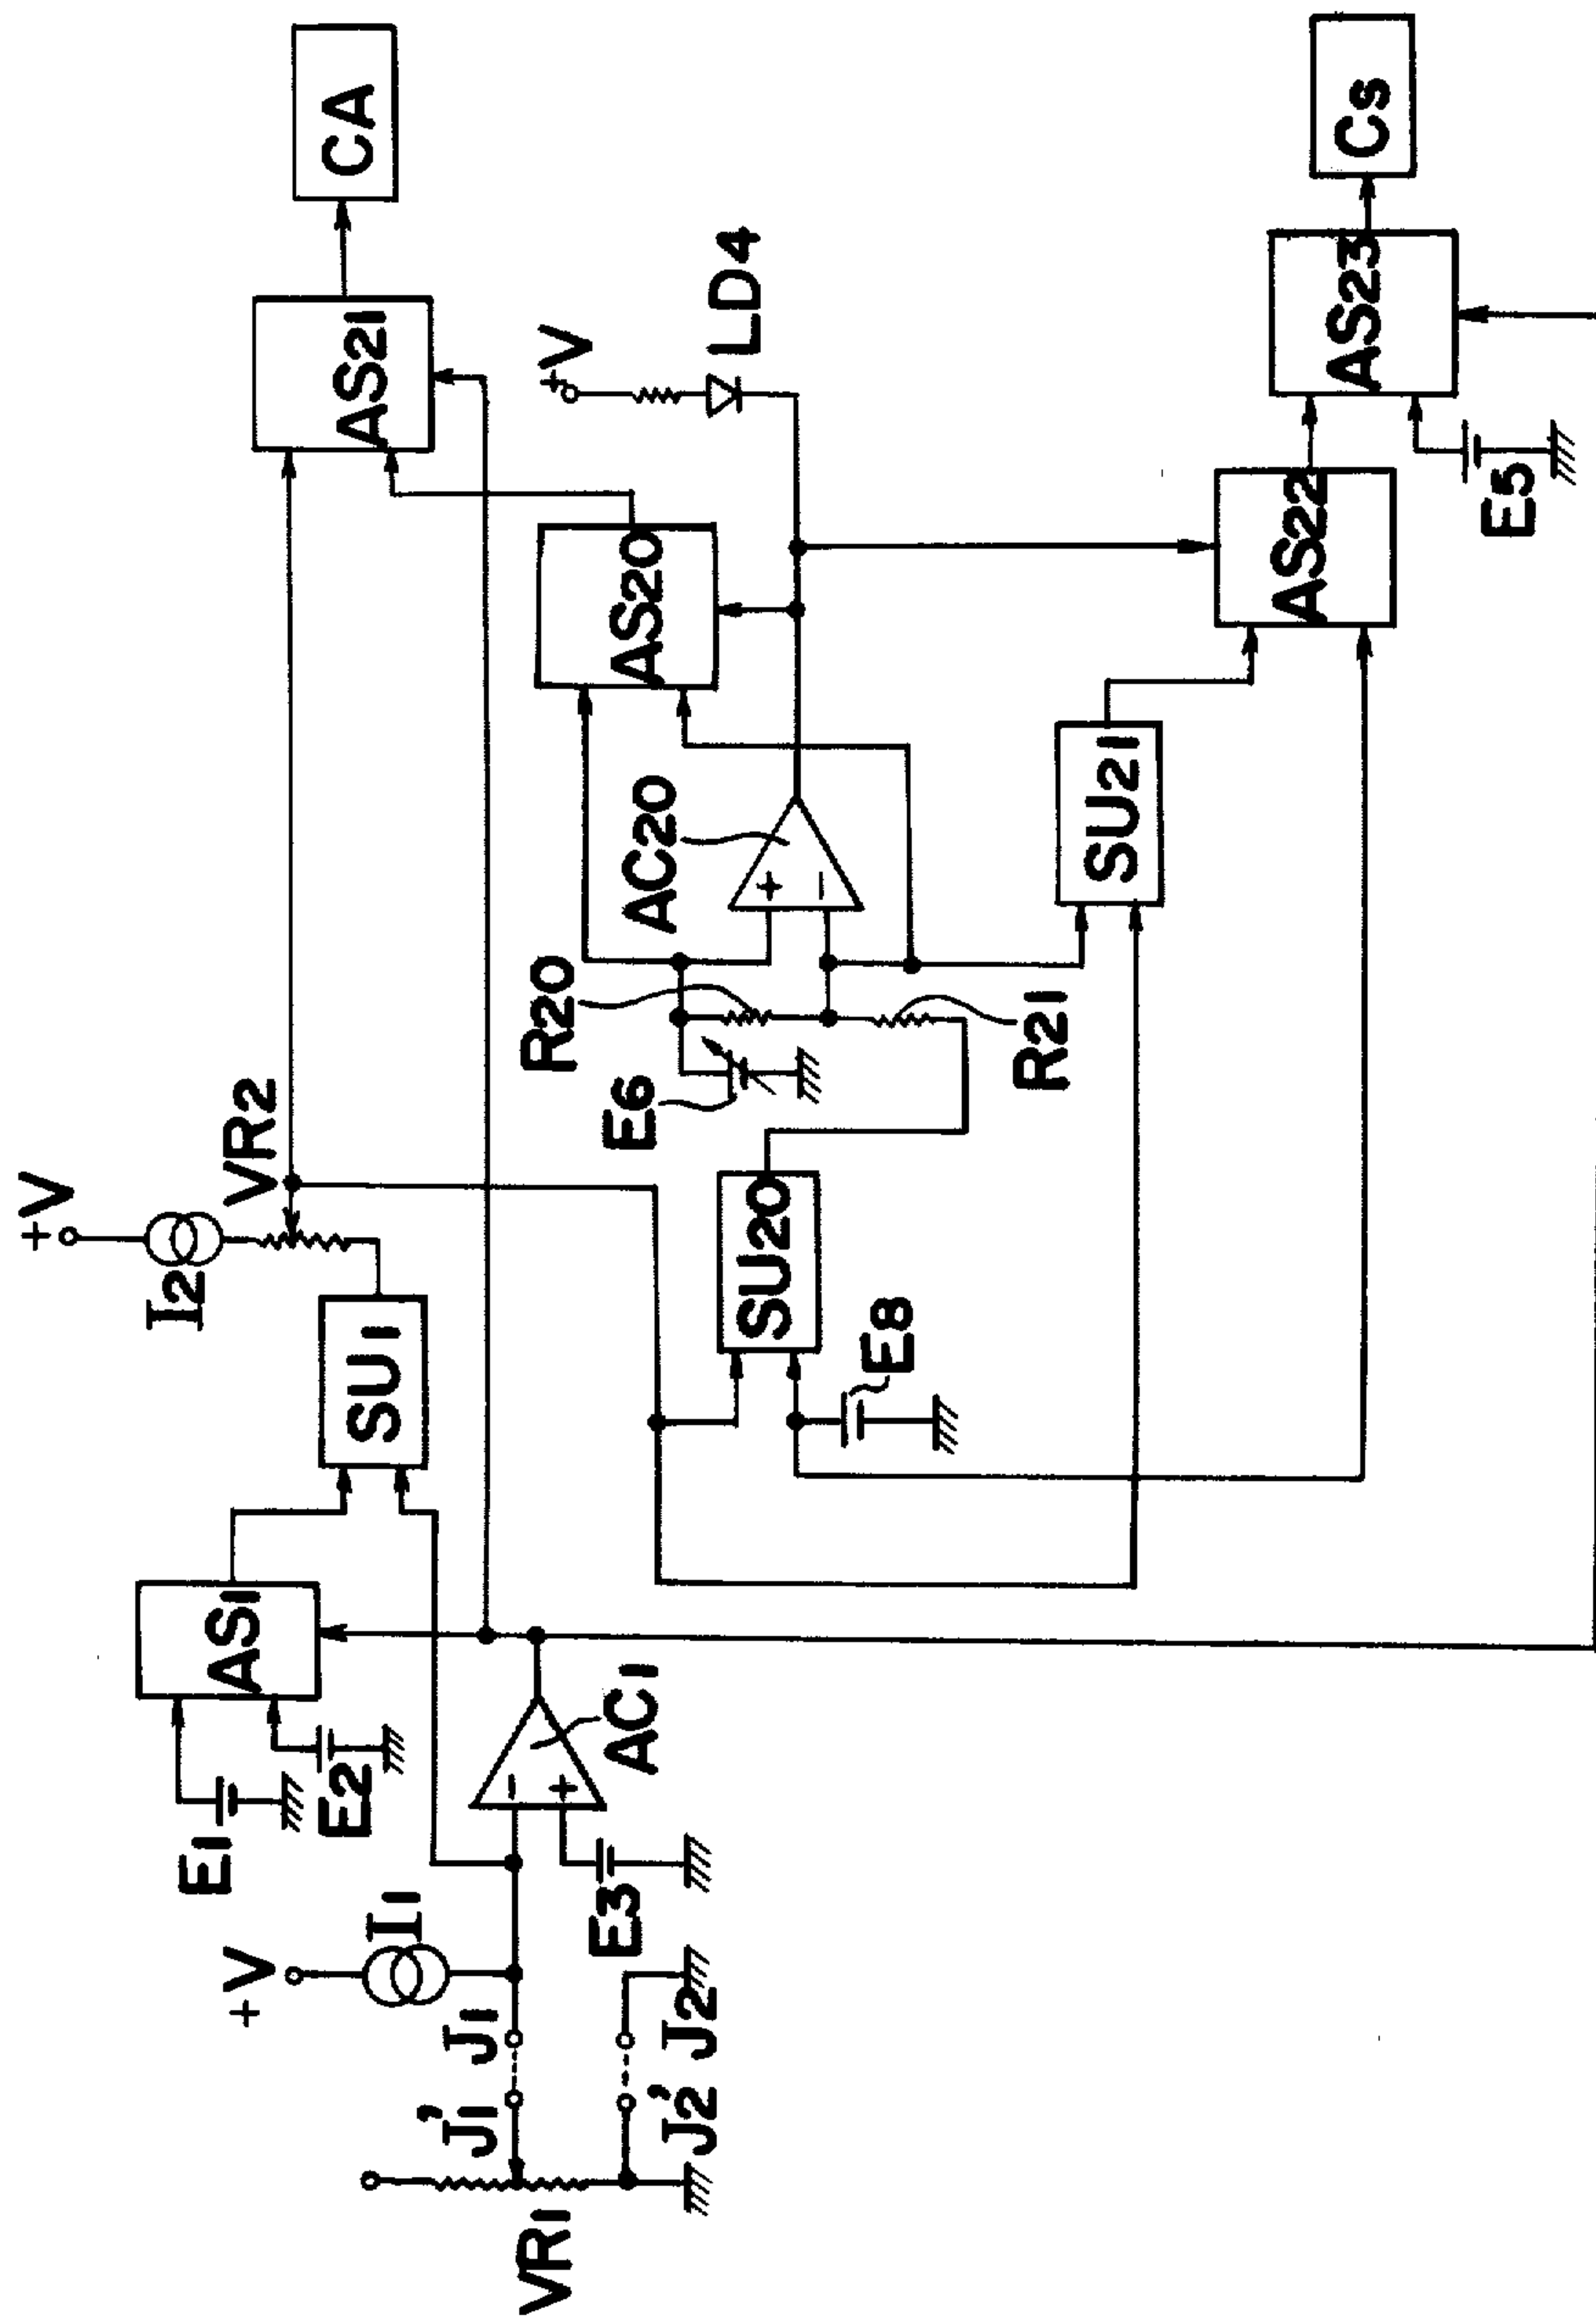 +V
I2
VR2
CA
AS21
SU1
AS1
E1
E2
+V
LD4
AS20
AC20
+
−
R20
R21
E6
SU20
E8
+V
I1
J1
J1'
VR1
−
+
AC1
E3
J2
J2'
SU21
AS22
AS23
Cs
E5